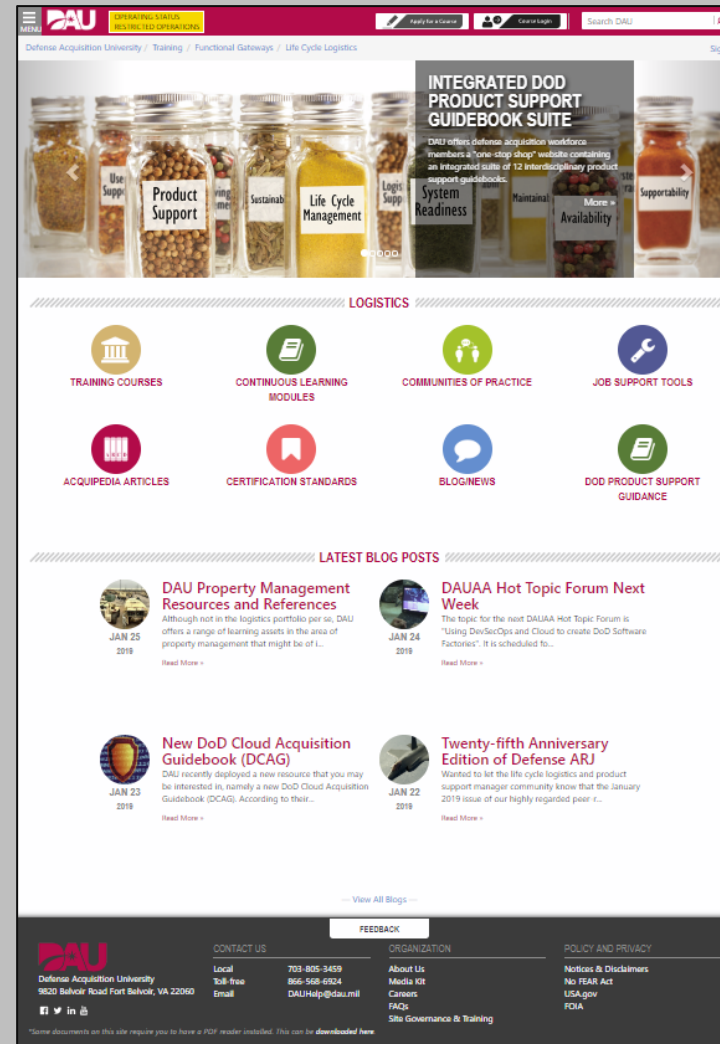 MENU
DAU
OPERATING STATUS
RESTRICTED OPERATIONS
Apply for a Course
Course Login
Search DAU
Defense Acquisition University / Training / Functional Gateways / Life Cycle Logistics
INTEGRATED DOD
PRODUCT SUPPORT
GUIDEBOOK SUITE
DAU offers defense acquisition workforce
members a "one-stop shop" website containing
an integrated suite of 12 interdisciplinary product
support guidebooks.
More »
Product
Support
Sustainab
Life Cycle
Management
System
Readiness
Maintainab
Availability
Supportability
LOGISTICS
TRAINING COURSES
CONTINUOUS LEARNING
MODULES
COMMUNITIES OF PRACTICE
JOB SUPPORT TOOLS
ACQUIPEDIA ARTICLES
CERTIFICATION STANDARDS
BLOG/NEWS
DOD PRODUCT SUPPORT
GUIDANCE
LATEST BLOG POSTS
JAN 25
2019
DAU Property Management
Resources and References
Although not in the logistics portfolio per se, DAU
offers a range of learning assets in the area of
property management that might be of i...
Read More »
JAN 24
2019
DAUAA Hot Topic Forum Next
Week
The topic for the next DAUAA Hot Topic Forum is
"Using DevSecOps and Cloud to create DoD Software
Factories". It is scheduled fo...
Read More »
JAN 23
2019
New DoD Cloud Acquisition
Guidebook (DCAG)
DAU recently deployed a new resource that you may
be interested in, namely a new DoD Cloud Acquisition
Guidebook (DCAG). According to their...
Read More »
JAN 22
2019
Twenty-fifth Anniversary
Edition of Defense ARJ
Wanted to let the life cycle logistics and product
support manager community know that the January
2019 issue of our highly regarded peer-r...
Read More »
— View All Blogs —
FEEDBACK
DAU
Defense Acquisition University
9820 Belvoir Road Fort Belvoir, VA 22060
CONTACT US
Local 703-805-3459
Toll-free 866-568-6924
Email DAUHelp@dau.mil
ORGANIZATION
About Us
Media Kit
Careers
FAQs
Site Governance & Training
POLICY AND PRIVACY
Notices & Disclaimers
No FEAR Act
USA.gov
FOIA
*Some documents on this site require you to have a PDF reader installed. This can be downloaded here.